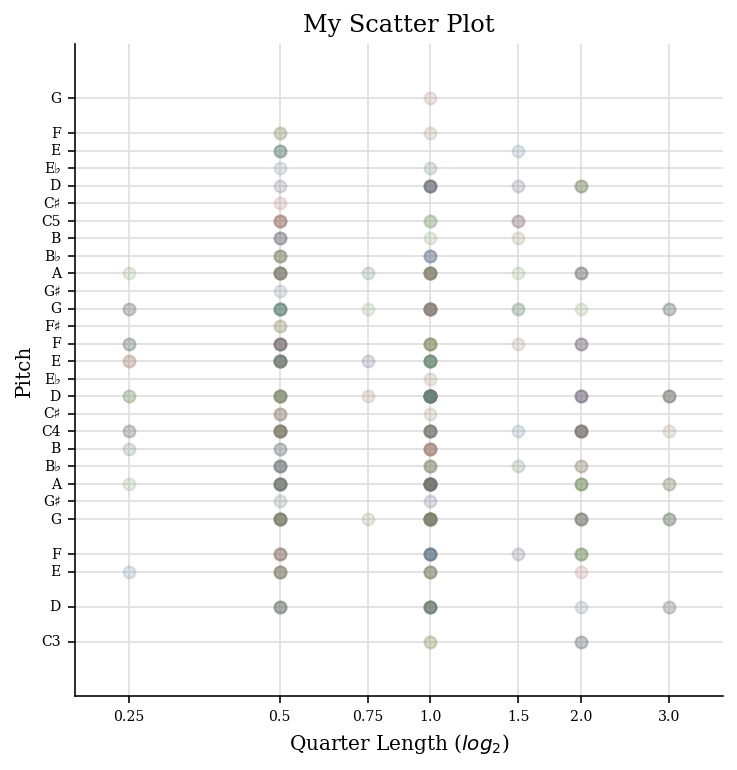 My Scatter Plot
G
F
E
E♭
D
C♯
C5
B
B♭
A
G♯
G
F♯
F
E
E♭
D
C♯
C4
B
B♭
A
G♯
G
F
E
D
C3
Pitch
0.25 0.5 0.75 1.0 1.5 2.0 3.0
Quarter Length (log₂)